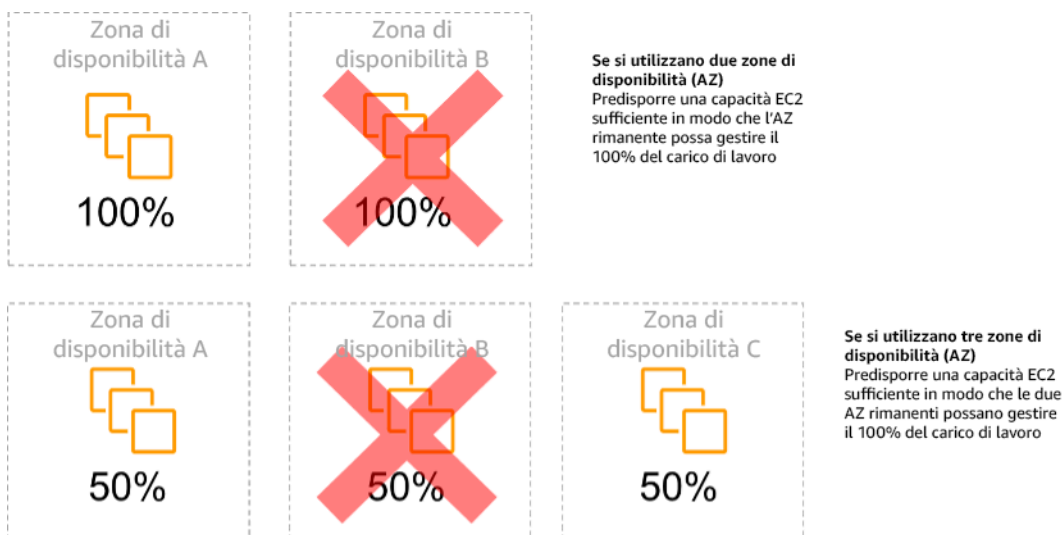 Zona di
disponibilità A
100%
Zona di
disponibilità B
100%
Se si utilizzano due zone di
disponibilità (AZ)
Predisporre una capacità EC2
sufficiente in modo che l'AZ
rimanente possa gestire il
100% del carico di lavoro
Zona di
disponibilità A
50%
Zona di
disponibilità B
50%
Zona di
disponibilità C
50%
Se si utilizzano tre zone di
disponibilità (AZ)
Predisporre una capacità EC2
sufficiente in modo che le due
AZ rimanenti possano gestire
il 100% del carico di lavoro